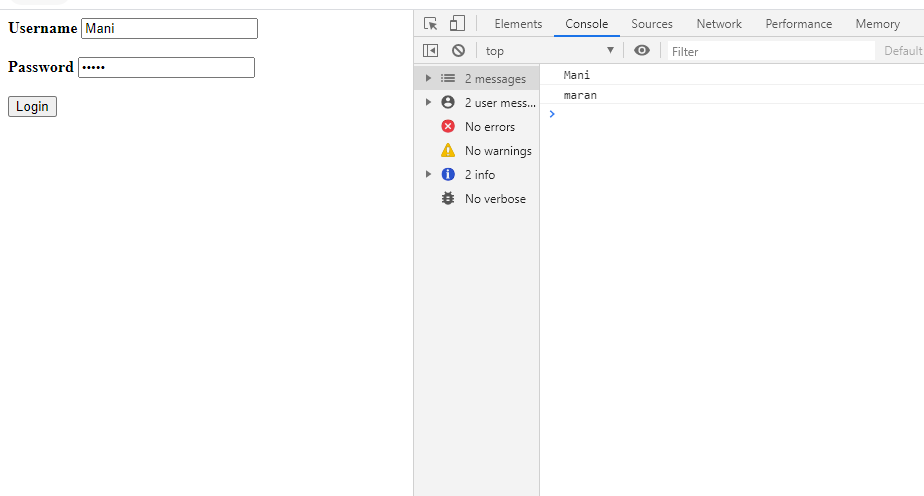 Username Mani
Password •••••
Login
Elements Console Sources Network Performance Memory
top Filter Default
2 messages
2 user mess...
No errors
No warnings
2 info
No verbose
Mani
maran